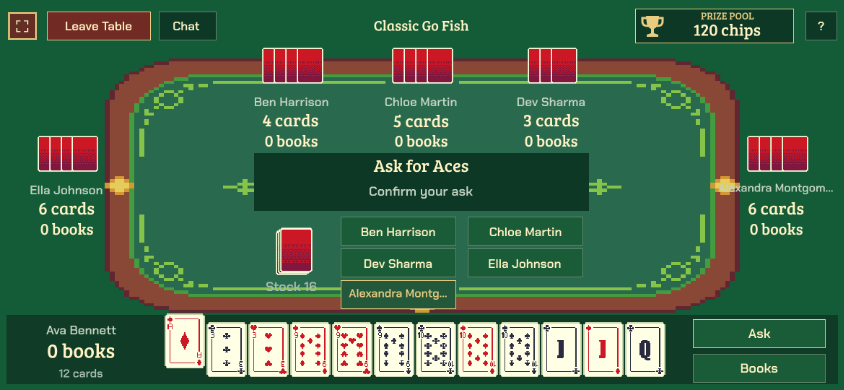 Leave Table
Chat
Classic Go Fish
PRIZE POOL
120 chips
?
Ben Harrison
4 cards
0 books
Chloe Martin
5 cards
0 books
Dev Sharma
3 cards
0 books
Ella Johnson
6 cards
0 books
Alexandra Montgom...
6 cards
0 books
Ask for Aces
Confirm your ask
Ben Harrison
Chloe Martin
Dev Sharma
Ella Johnson
Alexandra Montg...
Stock 16
Ava Bennett
0 books
12 cards
A
J
J
Q
Ask
Books